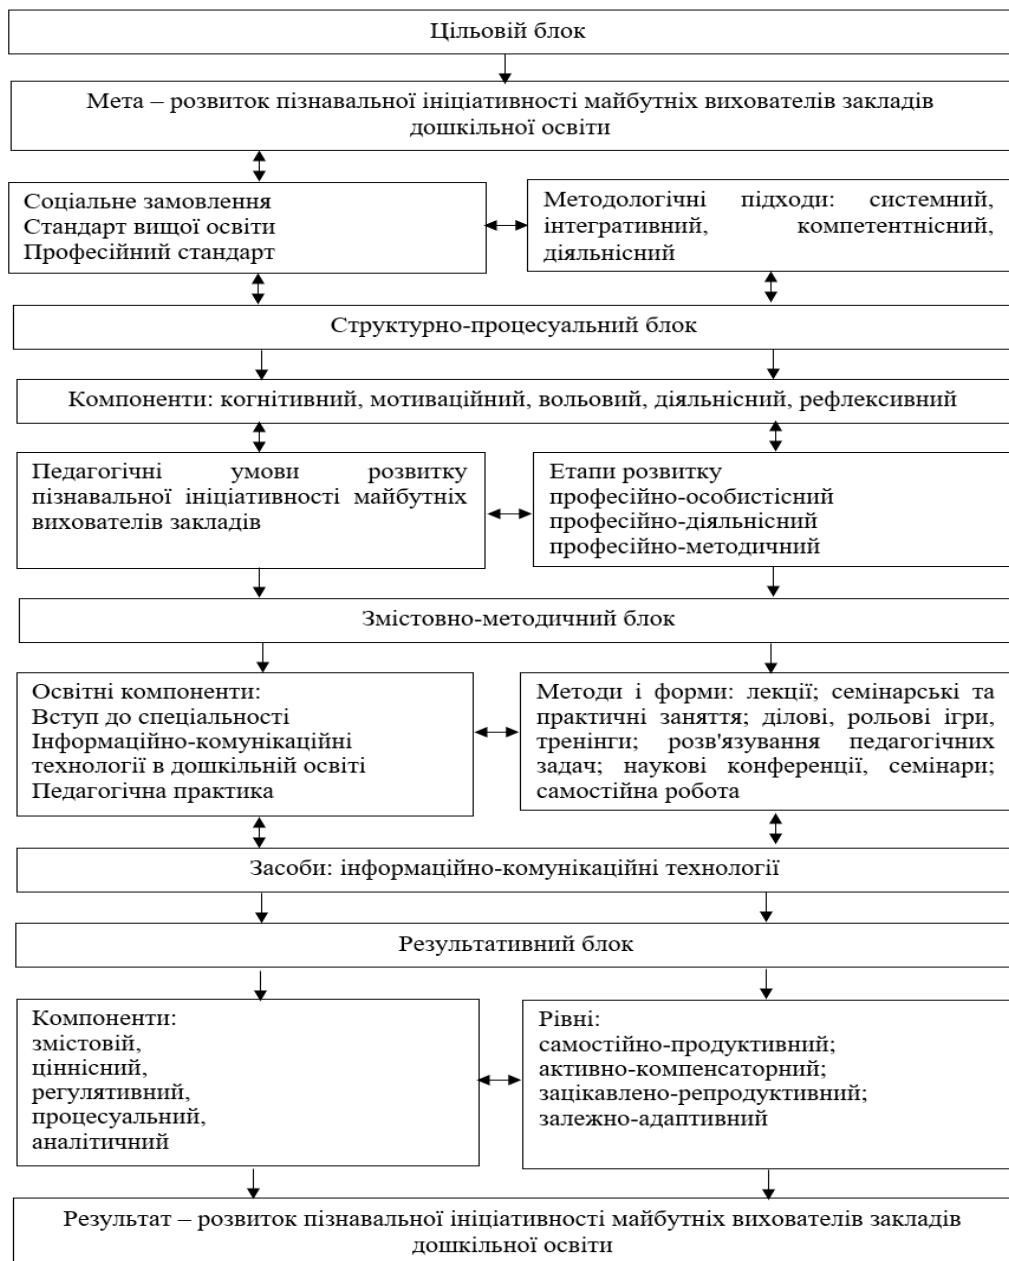 Цільовій блок
Мета – розвиток пізнавальної ініціативності майбутніх вихователів закладів
дошкільної освіти
Соціальне замовлення
Стандарт вищої освіти
Професійний стандарт
Методологічні підходи: системний,
інтегративний, компетентнісний,
діяльнісний
Структурно-процесуальний блок
Компоненти: когнітивний, мотиваційний, вольовий, діяльнісний, рефлексивний
Педагогічні умови розвитку
пізнавальної ініціативності майбутніх
вихователів закладів
Етапи розвитку
професійно-особистісний
професійно-діяльнісний
професійно-методичний
Змістовно-методичний блок
Освітні компоненти:
Вступ до спеціальності
Інформаційно-комунікаційні
технології в дошкільній освіті
Педагогічна практика
Методи і форми: лекції; семінарські та
практичні заняття; ділові, рольові ігри,
тренінги; розв'язування педагогічних
задач; наукові конференції, семінари;
самостійна робота
Засоби: інформаційно-комунікаційні технології
Результативний блок
Компоненти:
змістовій,
ціннісний,
регулятивний,
процесуальний,
аналітичний
Рівні:
самостійно-продуктивний;
активно-компенсаторний;
зацікавлено-репродуктивний;
залежно-адаптивний
Результат – розвиток пізнавальної ініціативності майбутніх вихователів закладів
дошкільної освіти